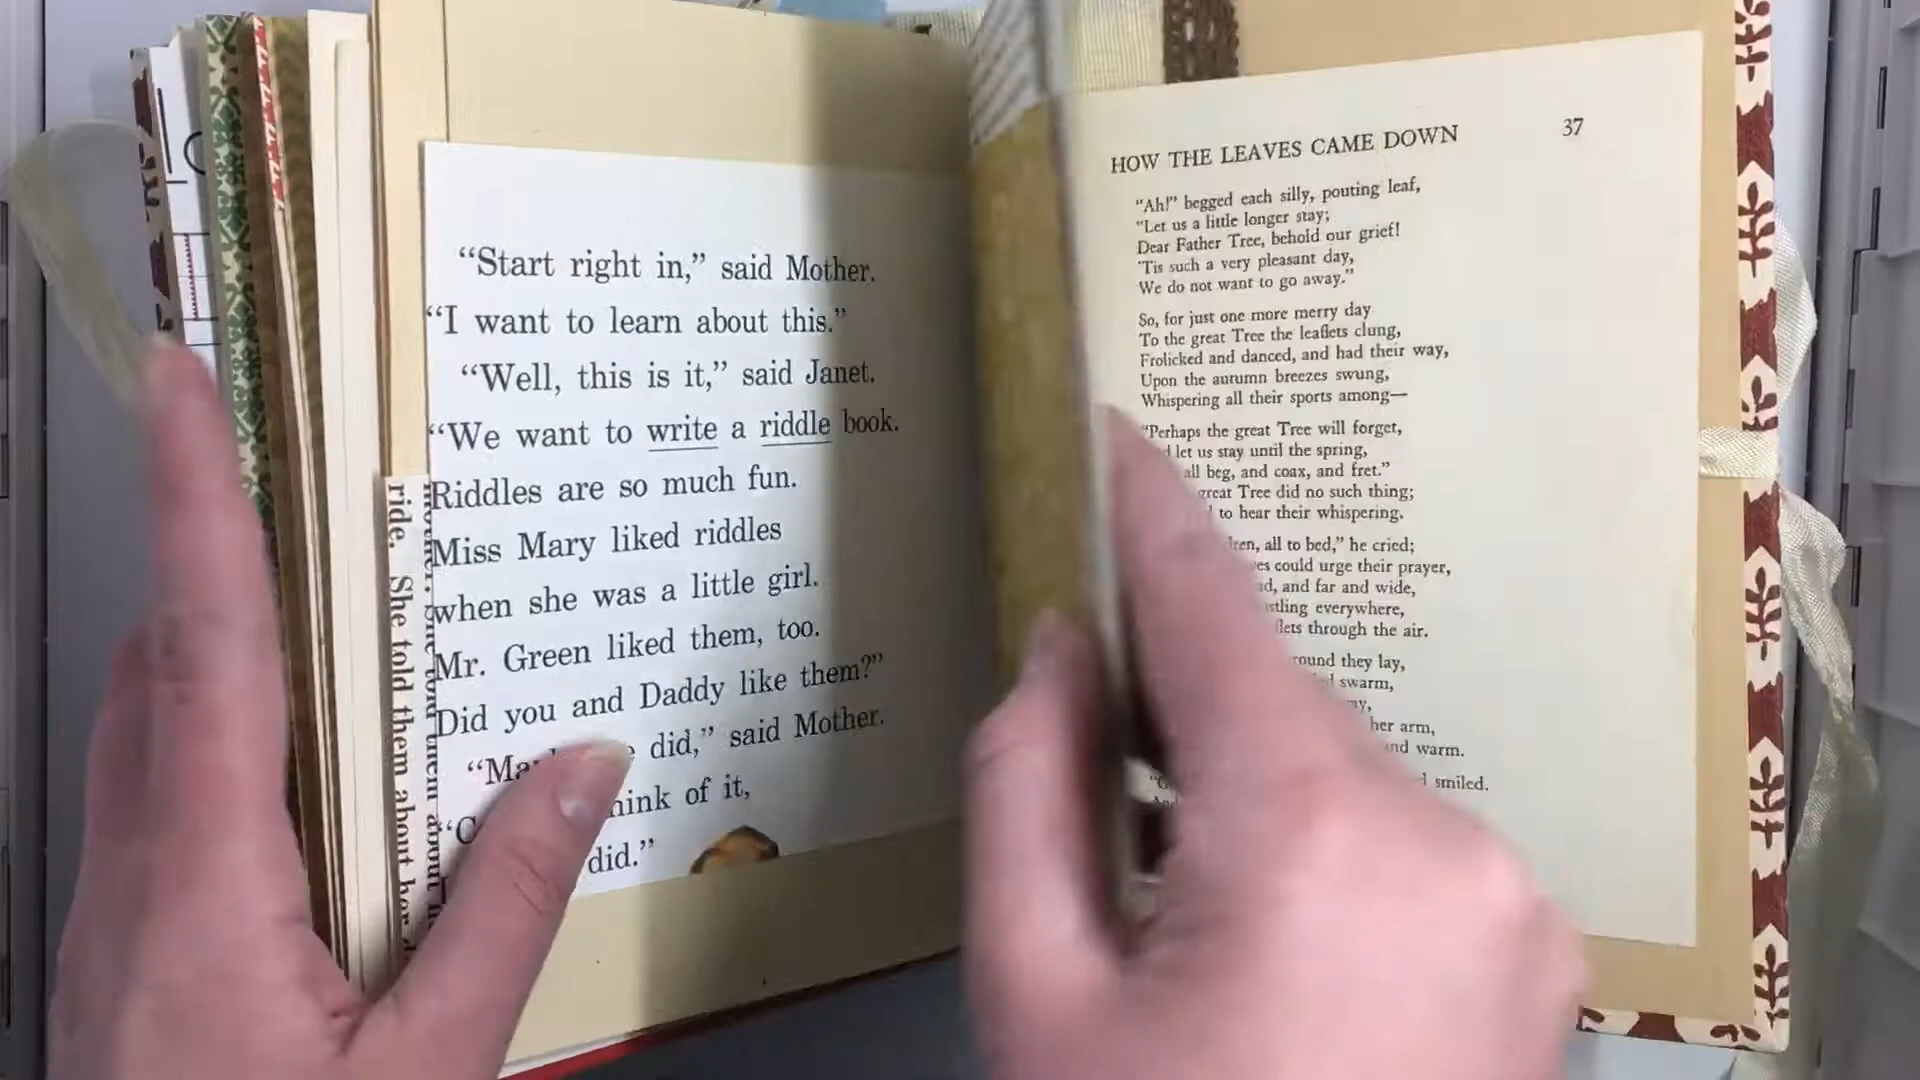 “Start right in,” said Mother.
“I want to learn about this.”
“Well, this is it,” said Janet.
“We want to write a riddle book.
Riddles are so much fun.
Miss Mary liked riddles
when she was a little girl.
Mr. Green liked them, too.
Did you and Daddy like them?”
did,” said Mother.
of it,
did.”
ride. She told them about her
HOW THE LEAVES CAME DOWN 37
“Ah!” begged each silly, pouting leaf,
“Let us a little longer stay;
Dear Father Tree, behold our grief!
’Tis such a very pleasant day,
We do not want to go away.”
So, for just one more merry day
To the great Tree the leaflets clung,
Frolicked and danced, and had their way,
Upon the autumn breezes swung,
Whispering all their sports among—
“Perhaps the great Tree will forget,
let us stay until the spring,
all beg, and coax, and fret.”
great Tree did no such thing;
to hear their whispering.
all to bed,” he cried;
could urge their prayer,
and far and wide,
everywhere,
through the air.
they lay,
swarm,
her arm,
and warm.
smiled.